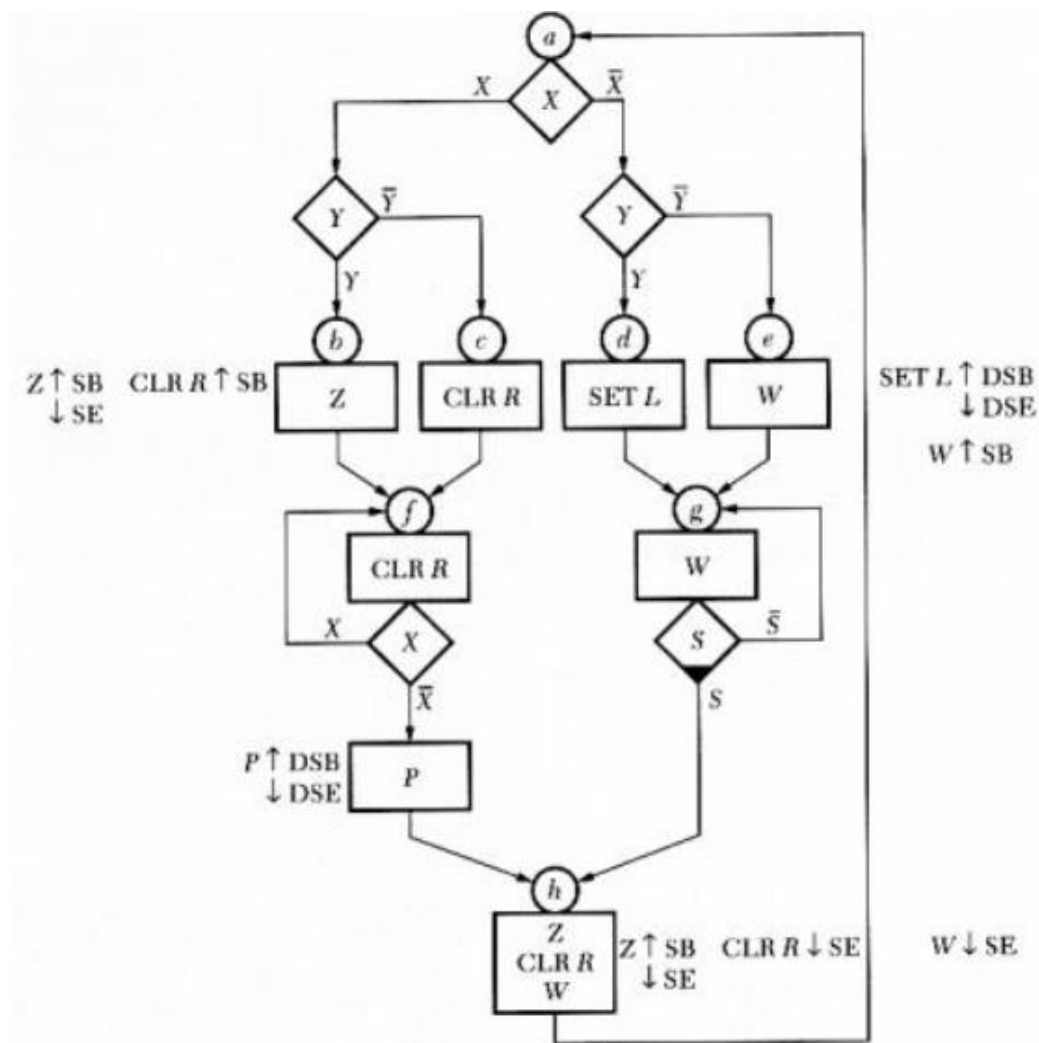 a
X X X̅
Y Y̅ Y Y̅
Y Y
b c d e
Z ↑ SB CLR R ↑ SB Z CLR R SET L W SET L ↑ DSB
↓ SE ↓ DSE
W ↑ SB
f g
CLR R W
X X S S̅
X̅ S
P ↑ DSB P
↓ DSE
h
Z
CLR R
W
Z ↑ SB CLR R ↓ SE W ↓ SE
↓ SE